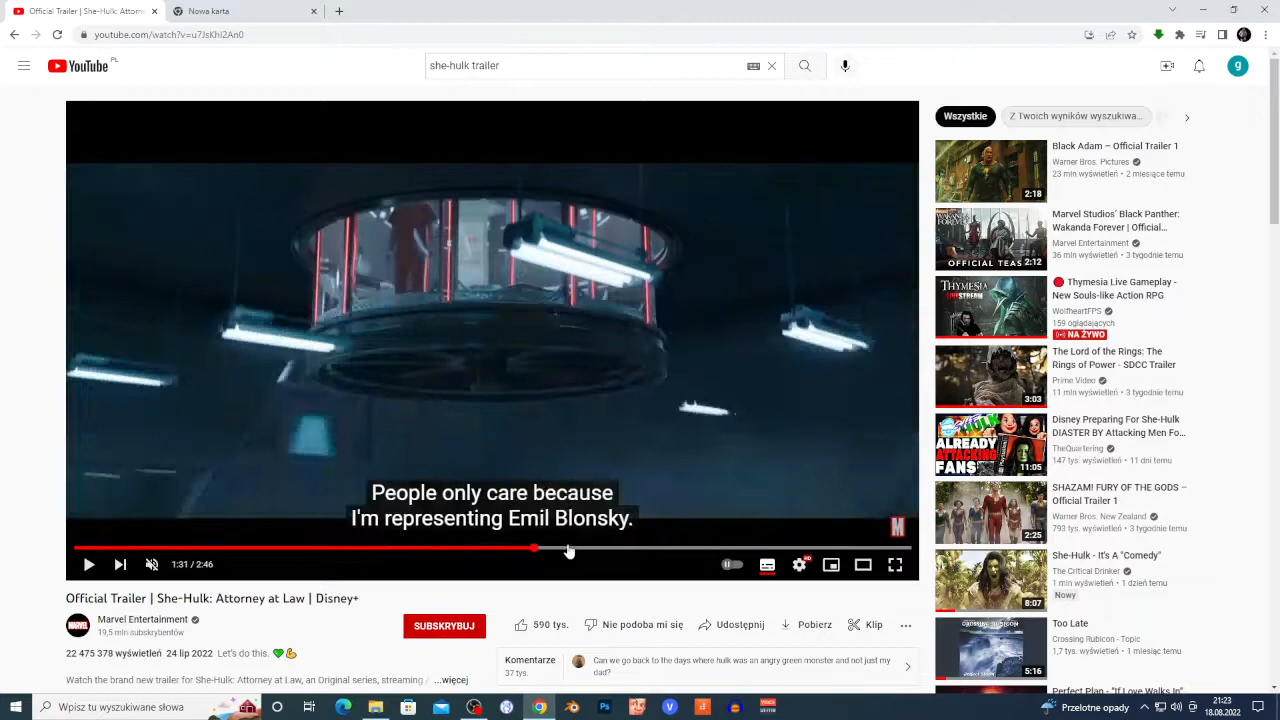 Official Trailer | She-Hulk: Attorn
Nowa karta
youtube.com/watch?v=u7JsKhi2An0
YouTube PL
she-hulk trailer
g
People only care because
I'm representing Emil Blonsky.
1:31 / 2:46
HD
Official Trailer | She-Hulk: Attorney at Law | Disney+
MARVEL
Marvel Entertainment
19,5 mln subskrybentów
SUBSKRYBUJ
590 tys.
Nie podoba mi się
Udostępnij
Pobierz
Klip
22 475 378 wyświetleń 24 lip 2022 Let's do this. 💚💪
Watch the brand new trailer for She-Hulk: Attorney at Law, an Original series, streaming
...więcej
Komentarze
37 tys.
Can we go back to the days where hulk was an angry green monster and not just my
dad?
Wszystkie
Z Twoich wyników wyszukiwa...
2:18
Black Adam – Official Trailer 1
Warner Bros. Pictures
23 mln wyświetleń • 2 miesiące temu
WAKANDA
FOREVER
OFFICIAL TEAS
2:12
Marvel Studios' Black Panther:
Wakanda Forever | Official...
Marvel Entertainment
36 mln wyświetleń • 3 tygodnie temu
THYMESIA
LIVESTREAM
🔴 Thymesia Live Gameplay -
New Souls-like Action RPG
WolfheartFPS
159 oglądających
NA ŻYWO
3:03
The Lord of the Rings: The
Rings of Power - SDCC Trailer
Prime Video
11 mln wyświetleń • 3 tygodnie temu
HULK
ALREADY
ATTACKING
FANS
11:05
Disney Preparing For She-Hulk
DIASTER BY Attacking Men Fo...
TheQuartering
147 tys. wyświetleń • 11 dni temu
2:25
SHAZAM! FURY OF THE GODS –
Official Trailer 1
Warner Bros. New Zealand
793 tys. wyświetleń • 3 tygodnie temu
8:07
She-Hulk - It's A "Comedy"
The Critical Drinker
1 mln wyświetleń • 1 dzień temu
Nowy
CROSSING RUBICON
5:16
Too Late
Crossing Rubicon - Topic
1,7 tys. wyświetleń • 1 miesiąc temu
Perfect Plan - "If Love Walks In"
Wpisz tu wyszukiwane słowa
Przelotne opady
21:23
18.08.2022